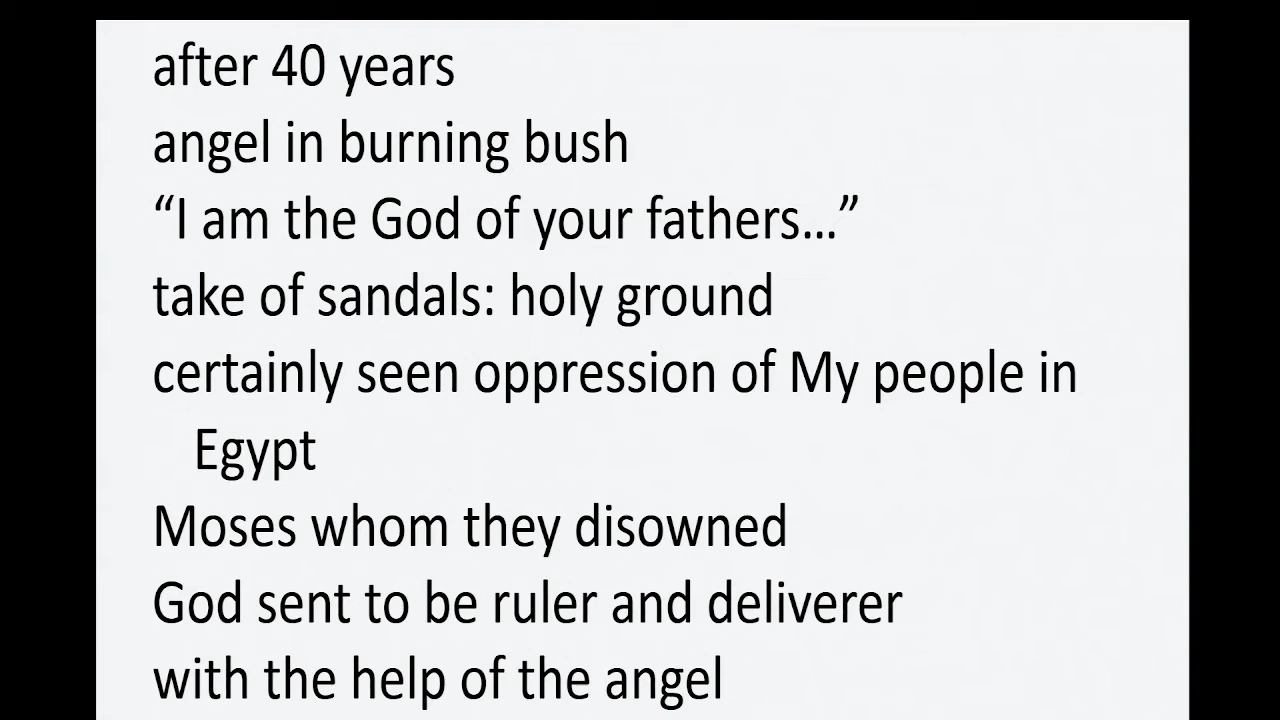 after 40 years
angel in burning bush
“I am the God of your fathers…”
take of sandals: holy ground
certainly seen oppression of My people in
Egypt
Moses whom they disowned
God sent to be ruler and deliverer
with the help of the angel